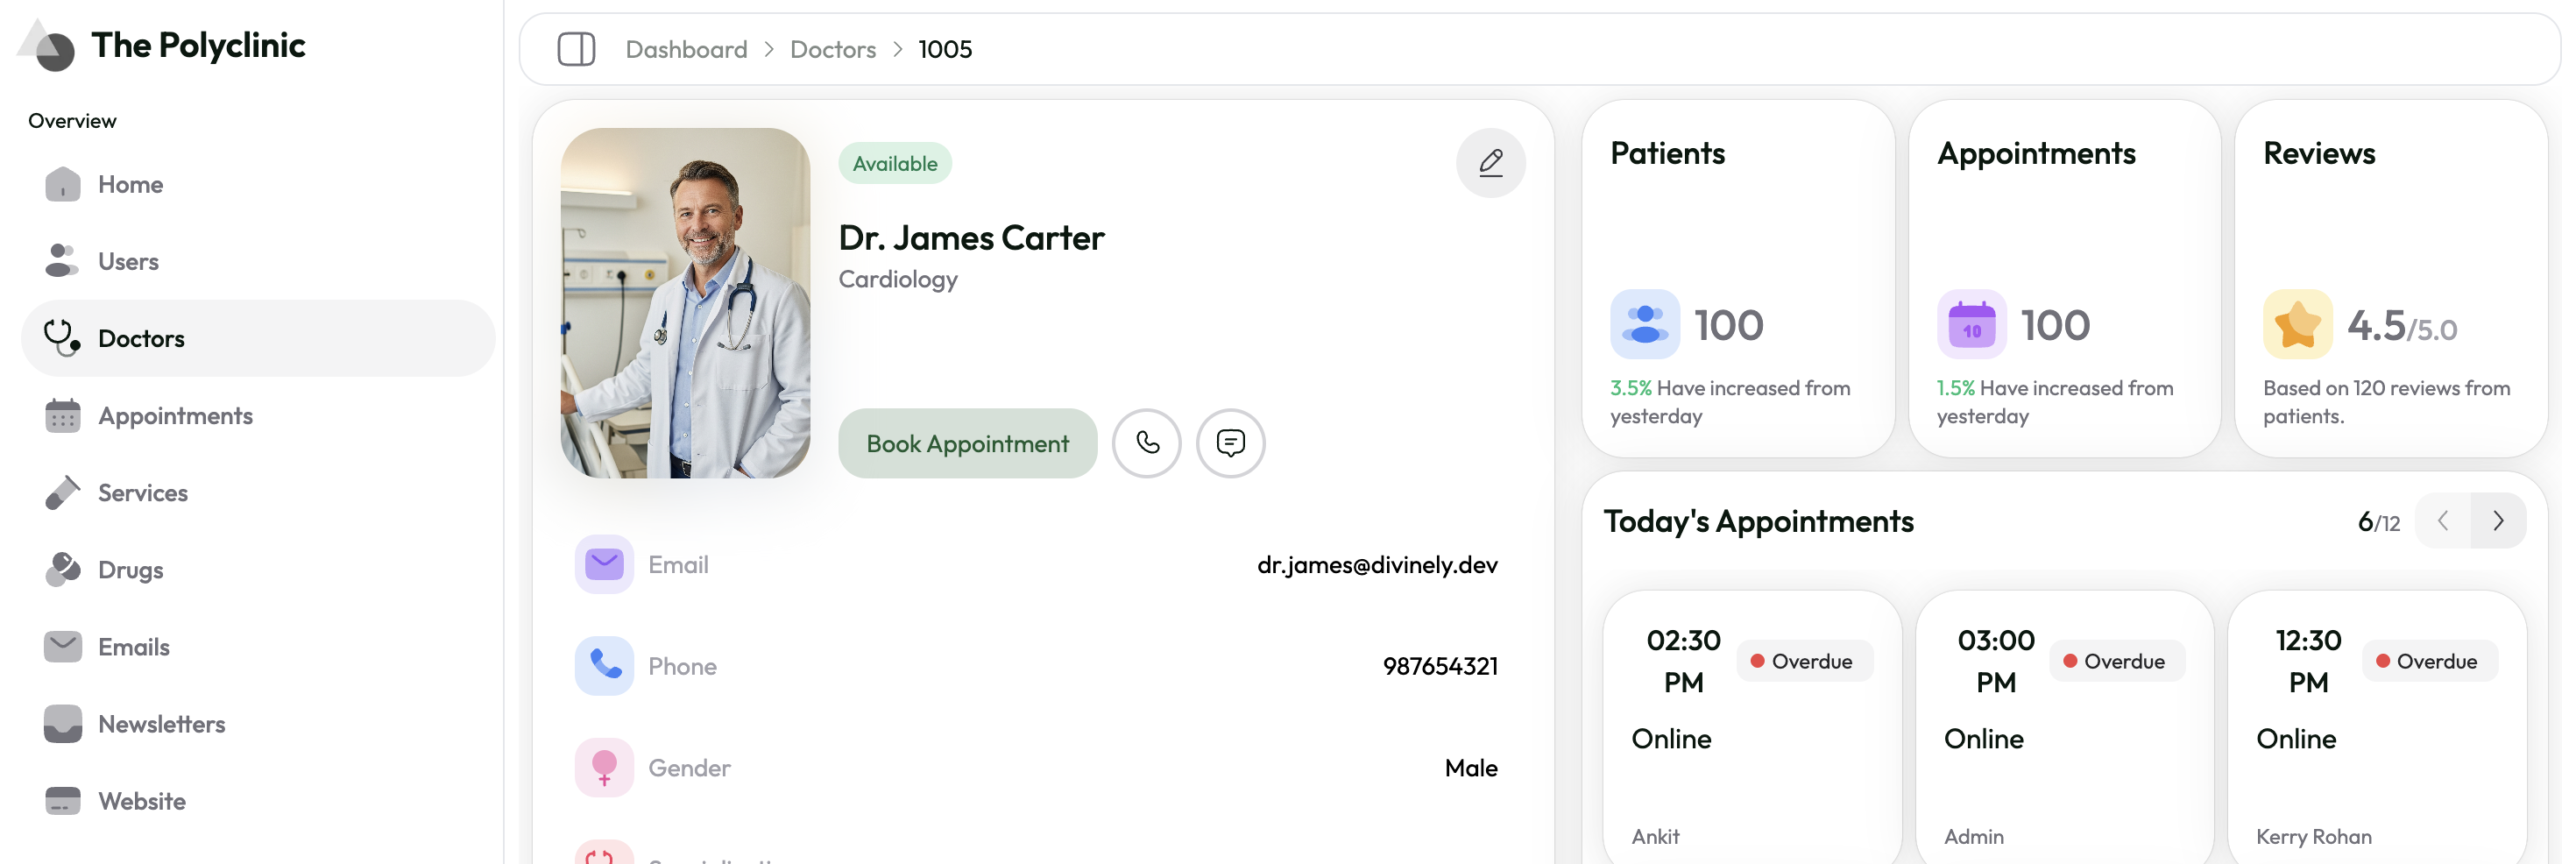 The Polyclinic
Overview
Home
Users
Doctors
Appointments
Services
Drugs
Emails
Newsletters
Website
Dashboard > Doctors > 1005
Available
Dr. James Carter
Cardiology
Book Appointment
Email
dr.james@divinely.dev
Phone
987654321
Gender
Male
Patients
100
3.5% Have increased from
yesterday
Appointments
10
100
1.5% Have increased from
yesterday
Reviews
4.5/5.0
Based on 120 reviews from
patients.
Today's Appointments
6/12
02:30
PM
Overdue
Online
Ankit
03:00
PM
Overdue
Online
Admin
12:30
PM
Overdue
Online
Kerry Rohan